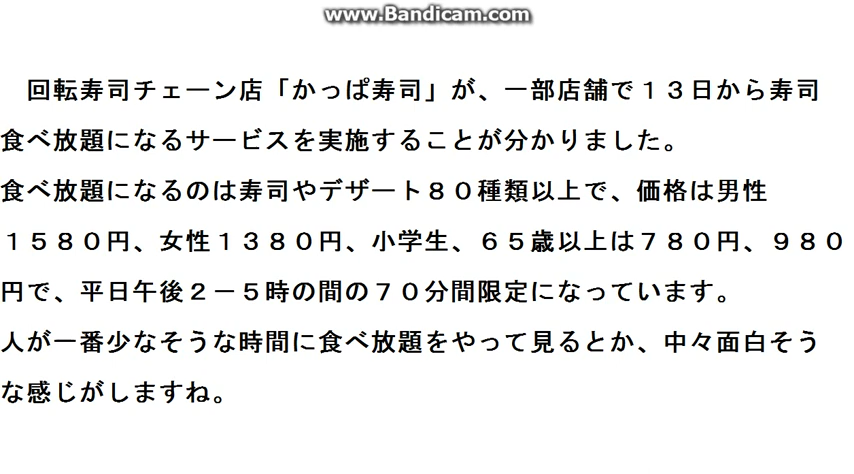 www.Bandicam.com
　回転寿司チェーン店「かっぱ寿司」が、一部店舗で１３日から寿司
食べ放題になるサービスを実施することが分かりました。
食べ放題になるのは寿司やデザート８０種類以上で、価格は男性
１５８０円、女性１３８０円、小学生、６５歳以上は７８０円、９８０
円で、平日午後２－５時の間の７０分間限定になっています。
人が一番少なそうな時間に食べ放題をやって見るとか、中々面白そう
な感じがしますね。